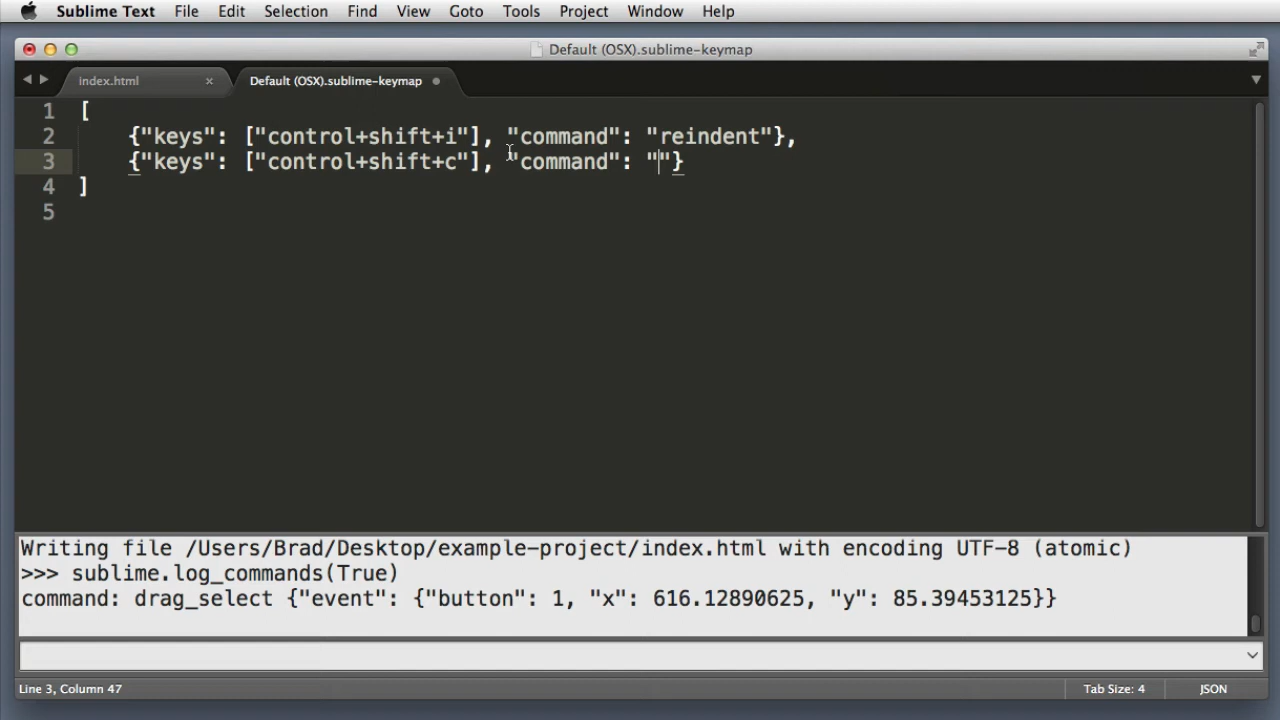 Sublime Text File Edit Selection Find View Goto Tools Project Window Help
Default (OSX).sublime-keymap
index.html × Default (OSX).sublime-keymap
1 [
2 {"keys": ["control+shift+i"], "command": "reindent"},
3 {"keys": ["control+shift+c"], "command": ""}
4 ]
5
Writing file /Users/Brad/Desktop/example-project/index.html with encoding UTF-8 (atomic)
>>> sublime.log_commands(True)
command: drag_select {"event": {"button": 1, "x": 616.12890625, "y": 85.39453125}}
Line 3, Column 47 Tab Size: 4 JSON